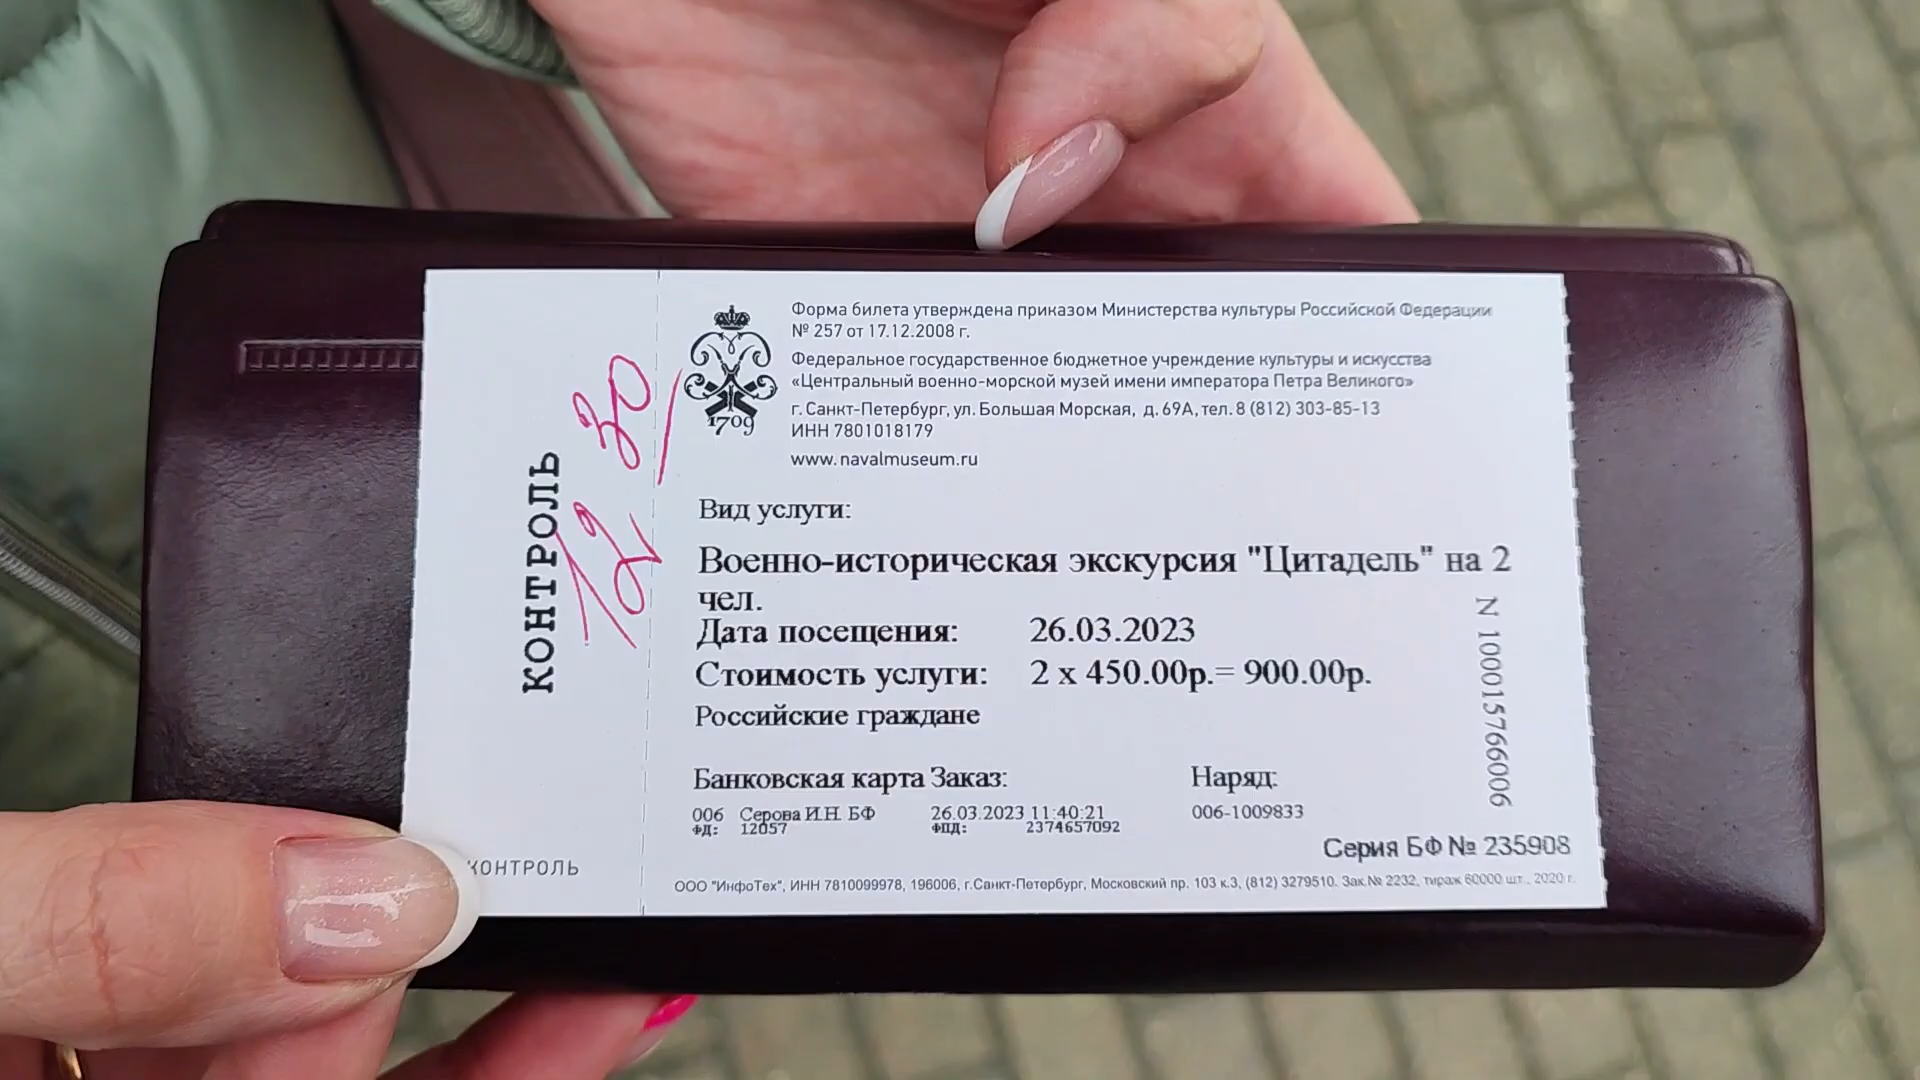 КОНТРОЛЬ
12 30
КОНТРОЛЬ
1709
Форма билета утверждена приказом Министерства культуры Российской Федерации
№ 257 от 17.12.2008 г.
Федеральное государственное бюджетное учреждение культуры и искусства
«Центральный военно-морской музей имени императора Петра Великого»
г. Санкт-Петербург, ул. Большая Морская, д. 69А, тел. 8 (812) 303-85-13
ИНН 7801018179
www.navalmuseum.ru
Вид услуги:
Военно-историческая экскурсия "Цитадель" на 2
чел.
Дата посещения: 26.03.2023
Стоимость услуги: 2 х 450.00р.= 900.00р.
Российские граждане
N 100015766006
Банковская карта Заказ: Наряд:
006 Серова И.Н. БФ 26.03.2023 11:40:21 006-1009833
ФД: 12057 ФПД: 2374657092
Серия БФ № 235908
ООО "ИнфоТех", ИНН 7810099978, 196006, г.Санкт-Петербург, Московский пр. 103 к.3, (812) 3279510. Зак.№ 2232, тираж 60000 шт., 2020 г.